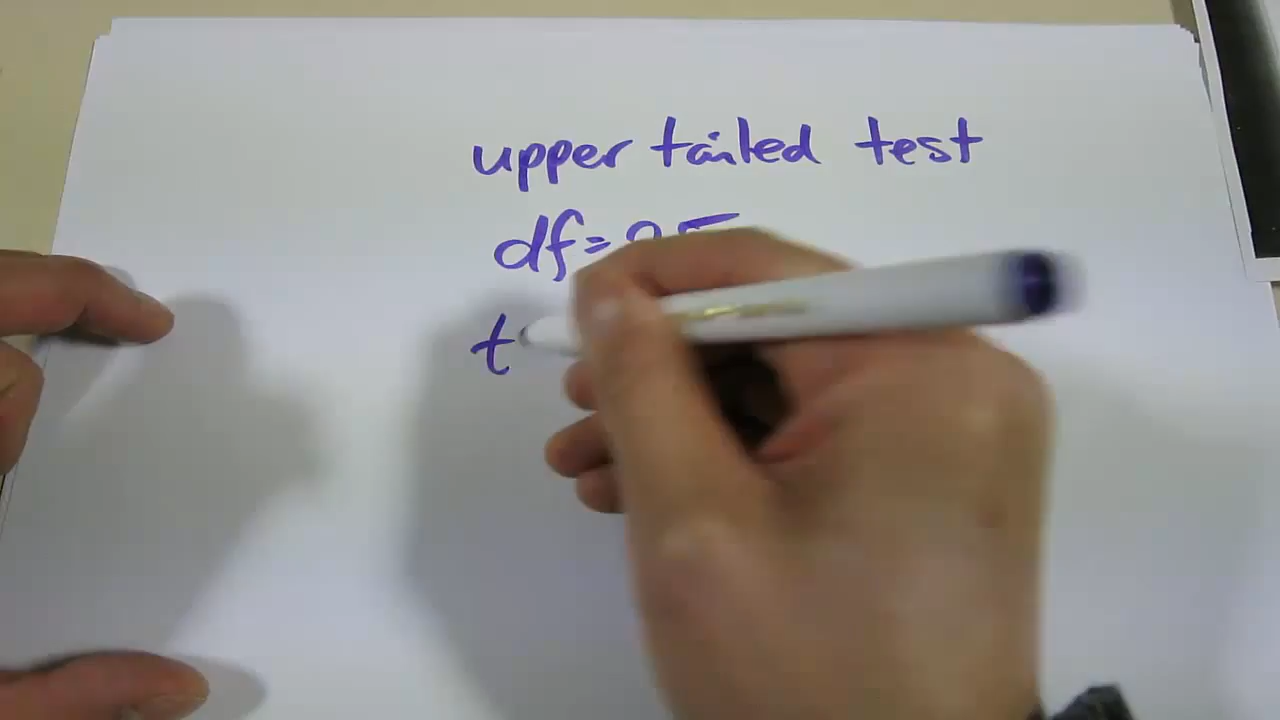 upper tailed test
df=
t